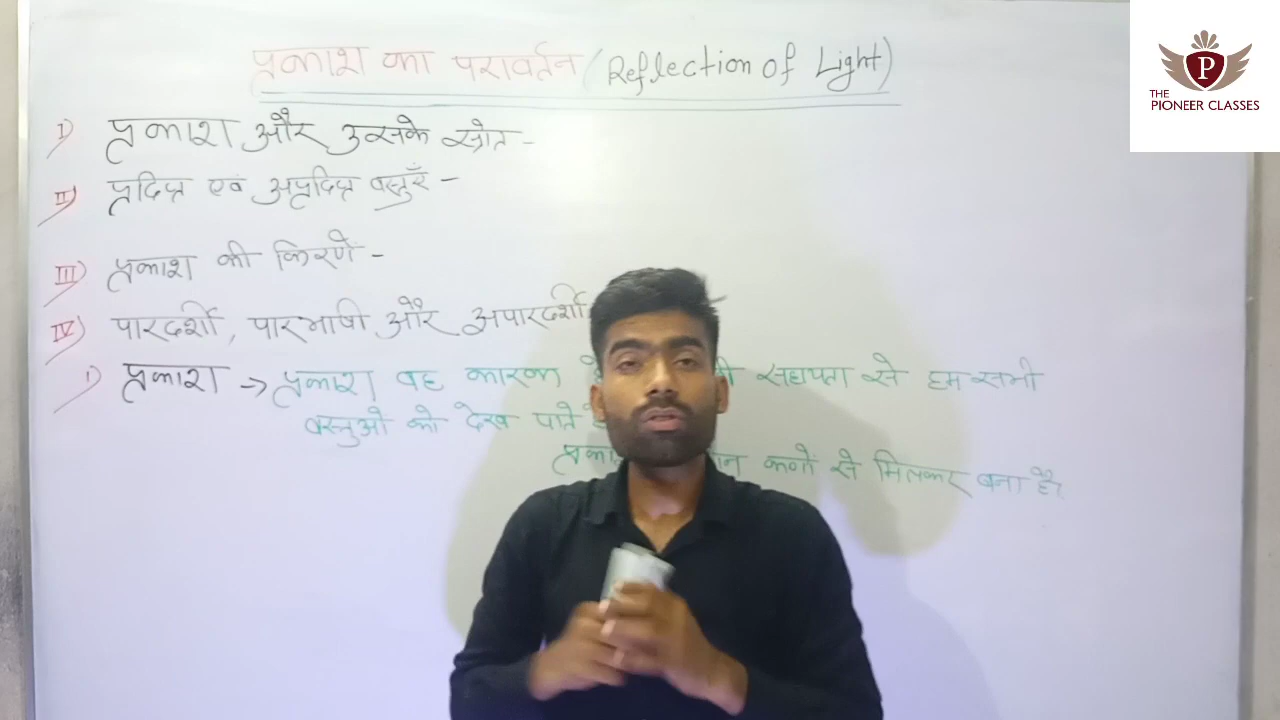 प्रकाश का परावर्तन (Reflection of Light)
I) प्रकाश और उसके स्रोत -
II) प्रदिप्त एवं अप्रदिप्त वस्तुएँ -
III) प्रकाश की किरणें -
IV) पारदर्शी, पारभाषी और अपारदर्शी
1) प्रकाश → प्रकाश वह कारक सहायता से हम सभी
वस्तुओ को देख पाते
कणों से मिलकर बना है।
P
THE
PIONEER CLASSES